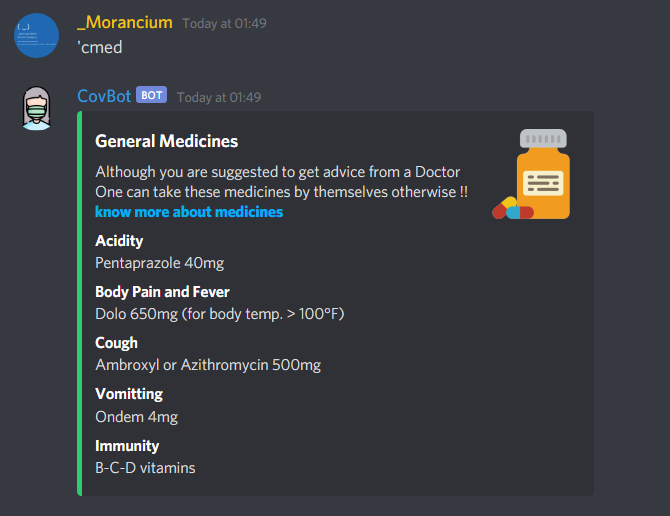 _Morancium Today at 01:49
'cmed
CovBot BOT Today at 01:49
General Medicines
Although you are suggested to get advice from a Doctor
One can take these medicines by themselves otherwise !!
know more about medicines
Acidity
Pentaprazole 40mg
Body Pain and Fever
Dolo 650mg (for body temp. > 100°F)
Cough
Ambroxyl or Azithromycin 500mg
Vomitting
Ondem 4mg
Immunity
B-C-D vitamins